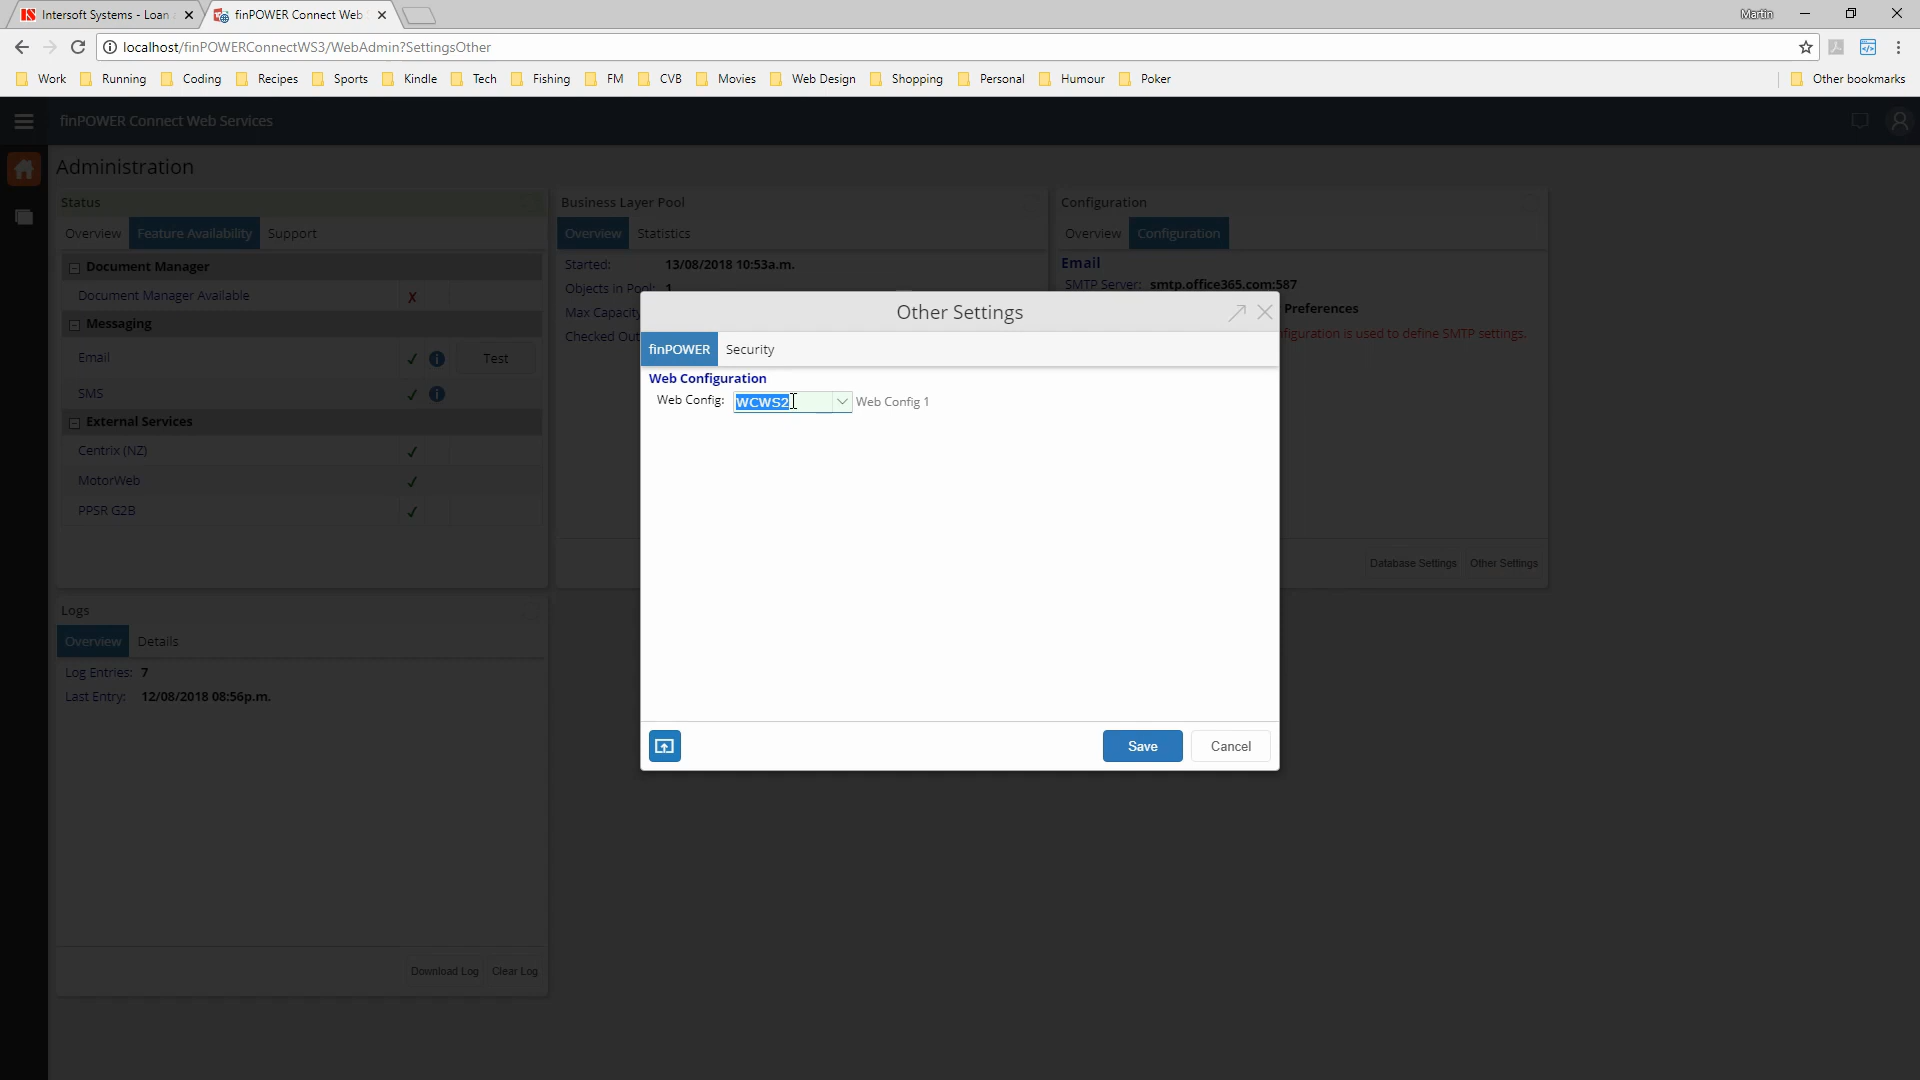 Intersoft Systems - Loan
finPOWER Connect Web
Martin
localhost/finPOWERConnectWS3/WebAdmin?SettingsOther
Work Running Coding Recipes Sports Kindle Tech Fishing FM CVB Movies Web Design Shopping Personal Humour Poker Other bookmarks
finPOWER Connect Web Services
Administration
Status
Overview Feature Availability Support
Document Manager
Document Manager Available X
Messaging
Email ✓ i Test
SMS ✓ i
External Services
Centrix (NZ) ✓
MotorWeb ✓
PPSR G2B ✓
Business Layer Pool
Overview Statistics
Started: 13/08/2018 10:53a.m.
Objects in Pool: 1
Max Capacity
Checked Out
Configuration
Overview Configuration
Email
SMTP Server: smtp.office365.com:587
Preferences
figuration is used to define SMTP settings.
Database Settings Other Settings
Other Settings
finPOWER Security
Web Configuration
Web Config: WCWS2 Web Config 1
Save Cancel
Logs
Overview Details
Log Entries: 7
Last Entry: 12/08/2018 08:56p.m.
Download Log Clear Log